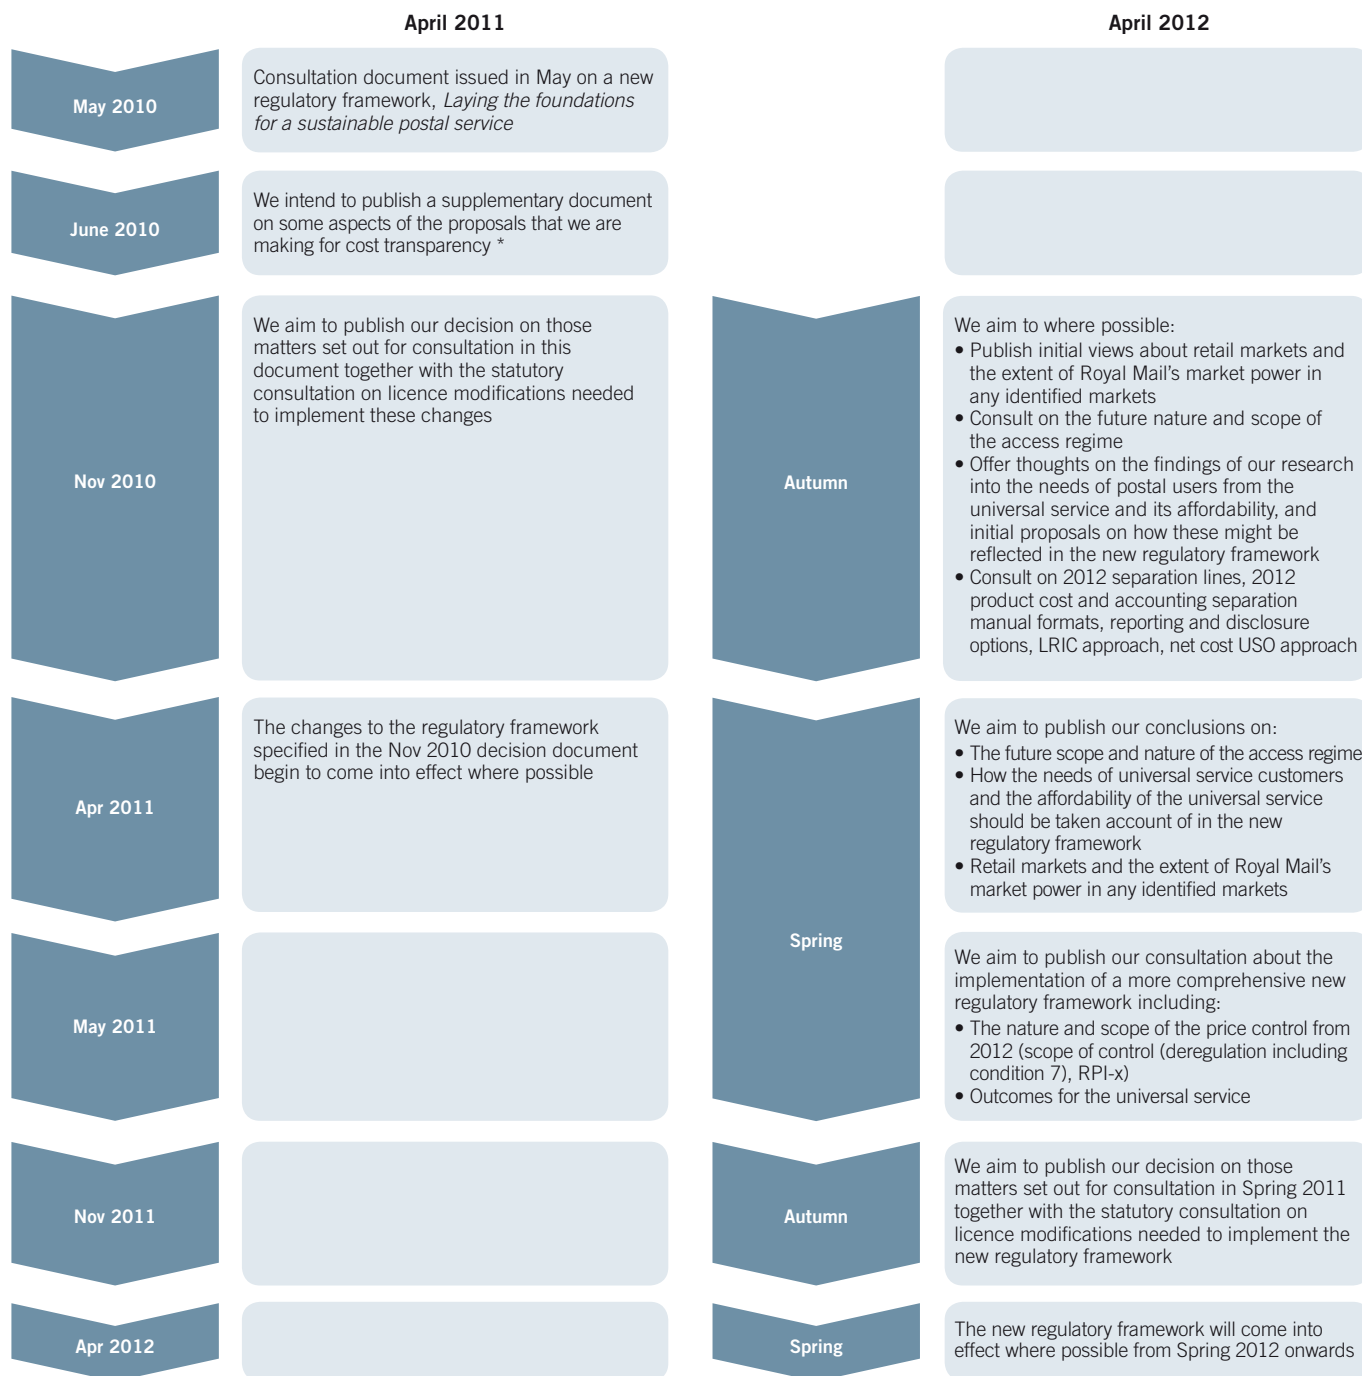 April 2011
April 2012
May 2010
Consultation document issued in May on a new
regulatory framework, Laying the foundations
for a sustainable postal service
June 2010
We intend to publish a supplementary document
on some aspects of the proposals that we are
making for cost transparency *
Nov 2010
We aim to publish our decision on those
matters set out for consultation in this
document together with the statutory
consultation on licence modifications needed
to implement these changes
Autumn
We aim to where possible:
• Publish initial views about retail markets and
the extent of Royal Mail's market power in
any identified markets
• Consult on the future nature and scope of
the access regime
• Offer thoughts on the findings of our research
into the needs of postal users from the
universal service and its affordability, and
initial proposals on how these might be
reflected in the new regulatory framework
• Consult on 2012 separation lines, 2012
product cost and accounting separation
manual formats, reporting and disclosure
options, LRIC approach, net cost USO approach
Apr 2011
The changes to the regulatory framework
specified in the Nov 2010 decision document
begin to come into effect where possible
Spring
We aim to publish our conclusions on:
• The future scope and nature of the access regime
• How the needs of universal service customers
and the affordability of the universal service
should be taken account of in the new
regulatory framework
• Retail markets and the extent of Royal Mail's
market power in any identified markets
May 2011
We aim to publish our consultation about the
implementation of a more comprehensive new
regulatory framework including:
• The nature and scope of the price control from
2012 (scope of control (deregulation including
condition 7), RPI-x)
• Outcomes for the universal service
Nov 2011
Autumn
We aim to publish our decision on those
matters set out for consultation in Spring 2011
together with the statutory consultation on
licence modifications needed to implement the
new regulatory framework
Apr 2012
Spring
The new regulatory framework will come into
effect where possible from Spring 2012 onwards